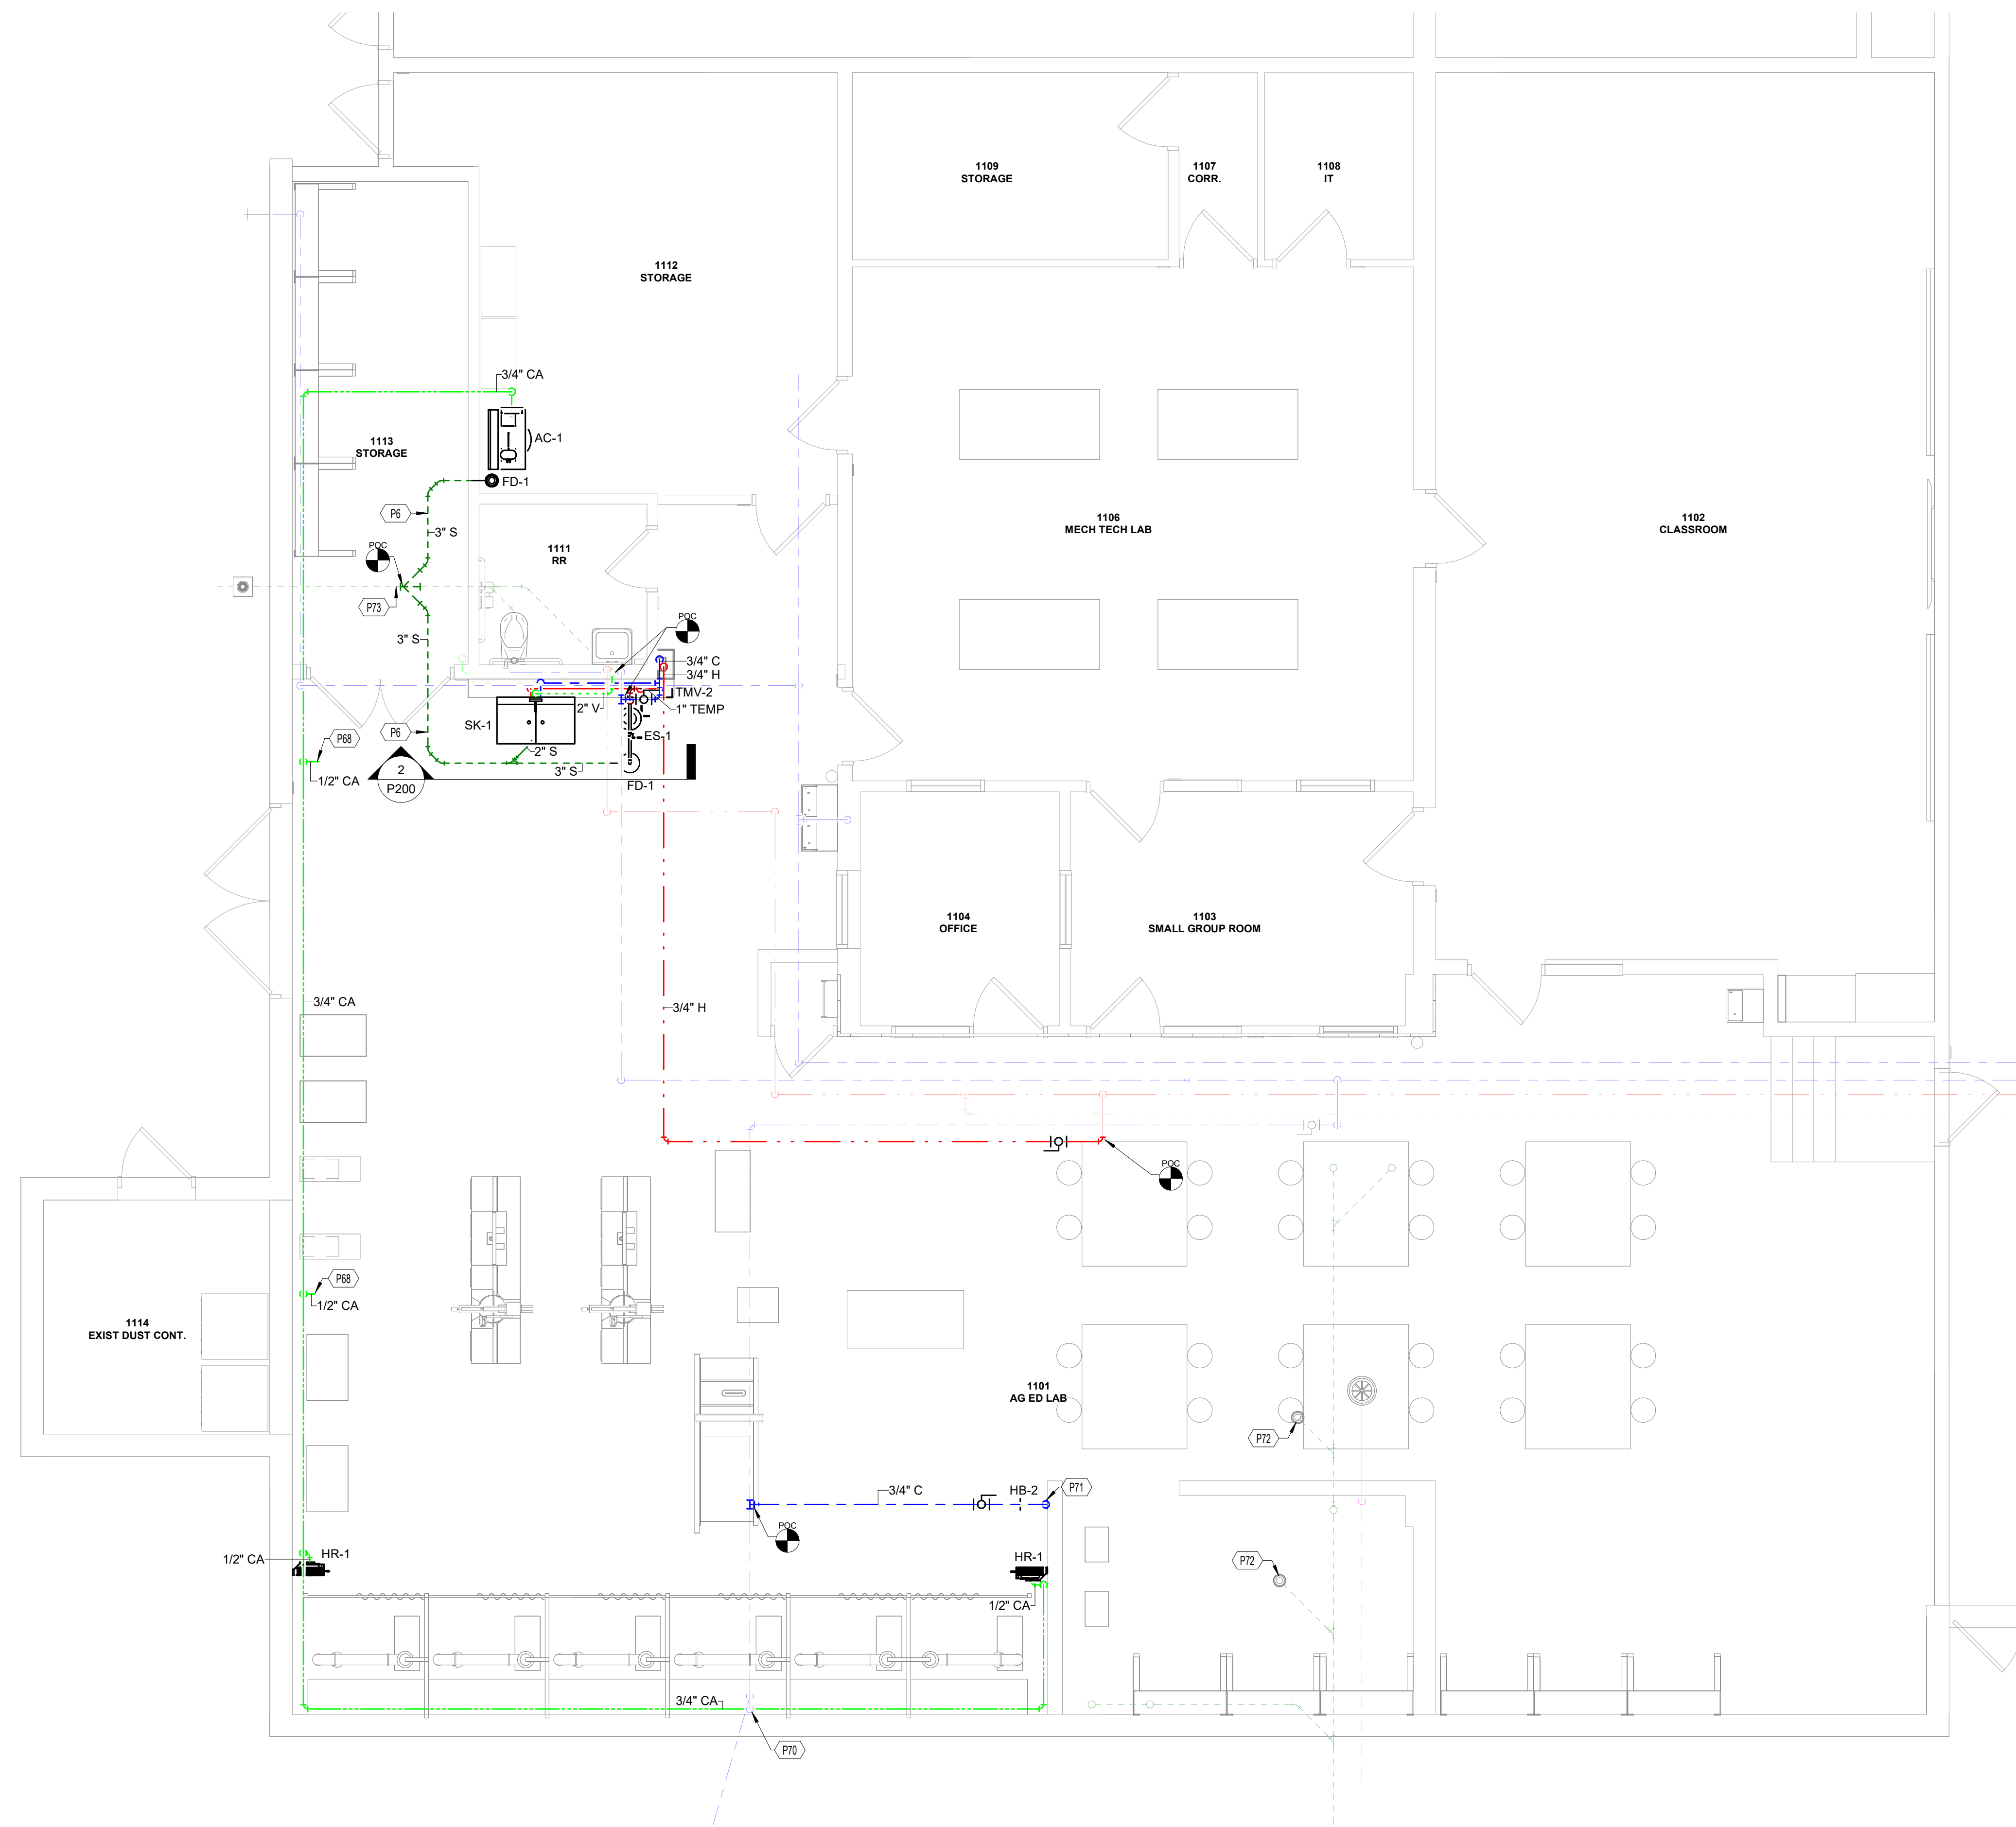 1109
STORAGE
1107
CORR.
1108
IT
1112
STORAGE
3/4" CA
AC-1
1113
STORAGE
FD-1
P6
3" S
1106
MECH TECH LAB
1102
CLASSROOM
POC
1111
RR
P73
POC
3" S
3/4" C
3/4" H
TMV-2
2" V
1" TEMP
SK-1
P6
P68
ES-1
2" S
3" S
1/2" CA
2
P200
FD-1
1104
OFFICE
1103
SMALL GROUP ROOM
3/4" CA
3/4" H
POC
P68
1/2" CA
1114
EXIST DUST CONT.
1101
AG ED LAB
P72
3/4" C
HB-2
P71
POC
1/2" CA
HR-1
HR-1
P72
1/2" CA
3/4" CA
P70